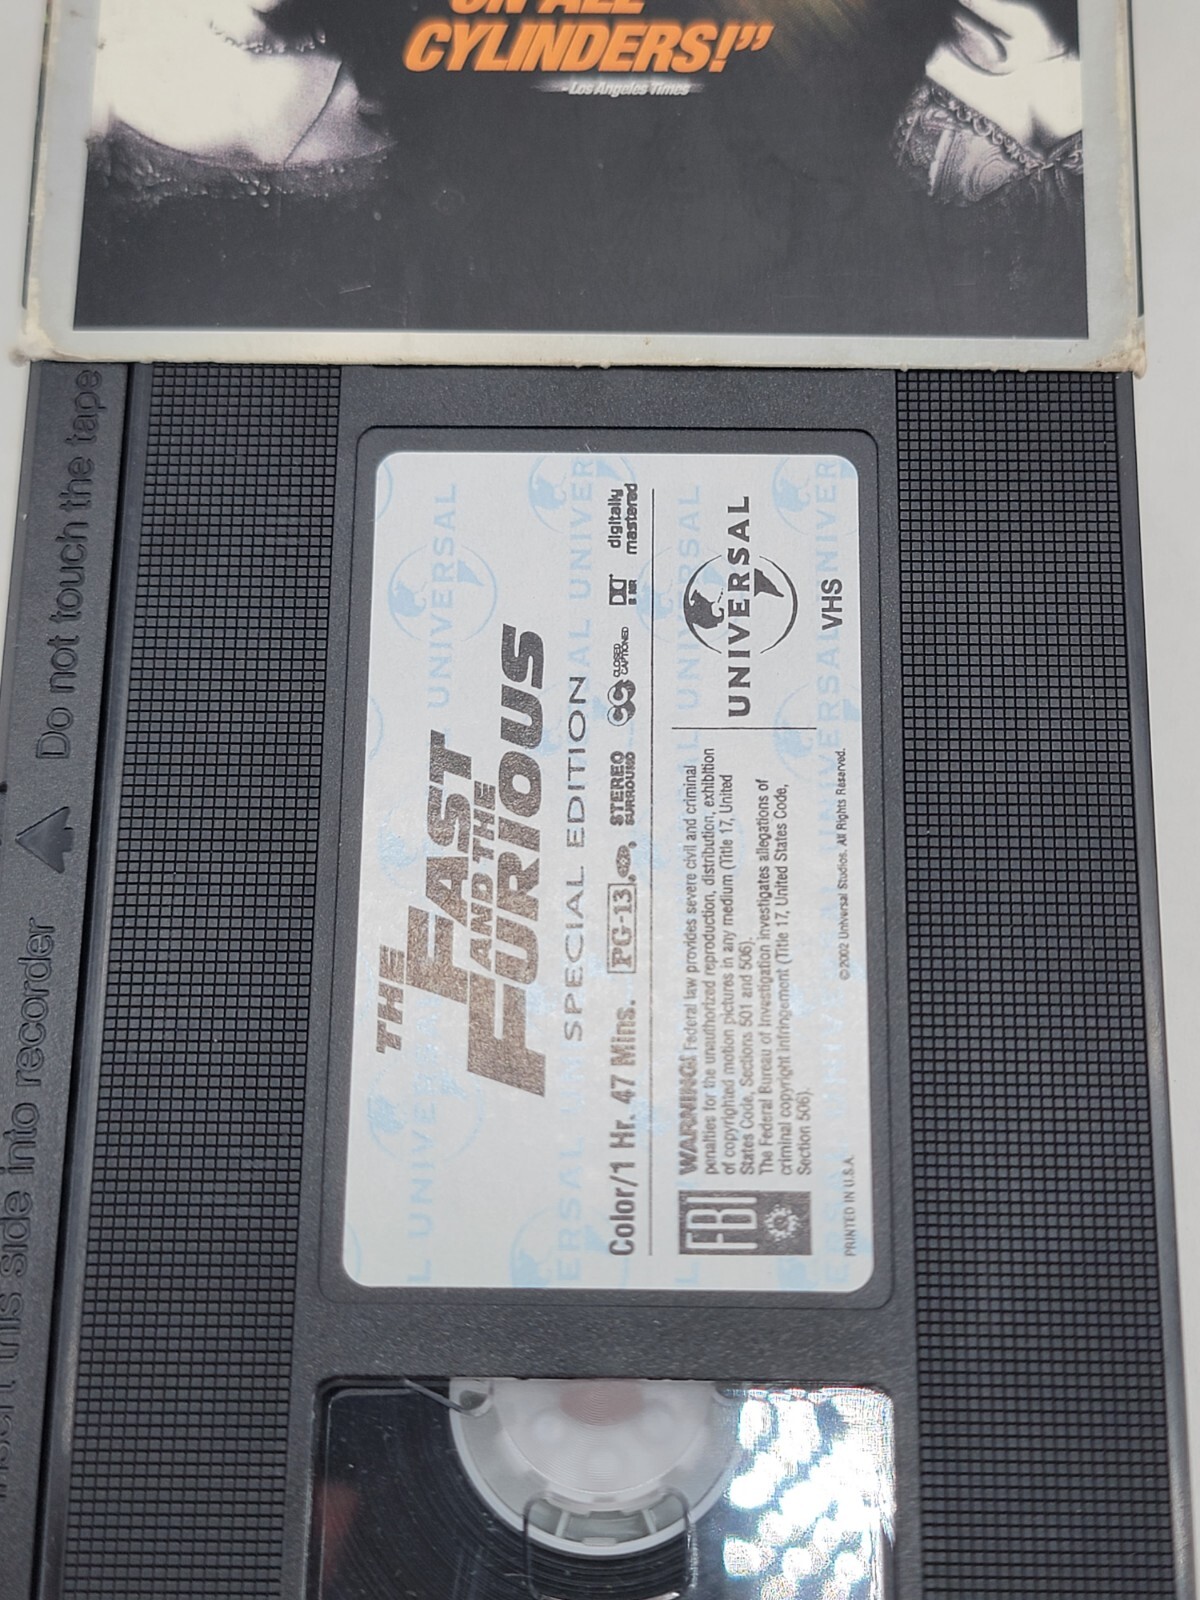 ON ALL
CYLINDERS!”
-Los Angeles Times
Do not touch the tape
Insert this side into recorder
THE
FAST
AND THE
FURIOUS
SPECIAL EDITION
Color/1 Hr. 47 Mins. PG-13 STEREO SURROUND CLOSED CAPTIONED digitally mastered
FBI
WARNING: Federal law provides severe civil and criminal
penalties for the unauthorized reproduction, distribution, exhibition
of copyrighted motion pictures in any medium (Title 17, United
States Code, Sections 501 and 506).
The Federal Bureau of Investigation investigates allegations of
criminal copyright infringement (Title 17, United States Code,
Section 506).
UNIVERSAL
VHS
PRINTED IN U.S.A.
©2002 Universal Studios. All Rights Reserved.